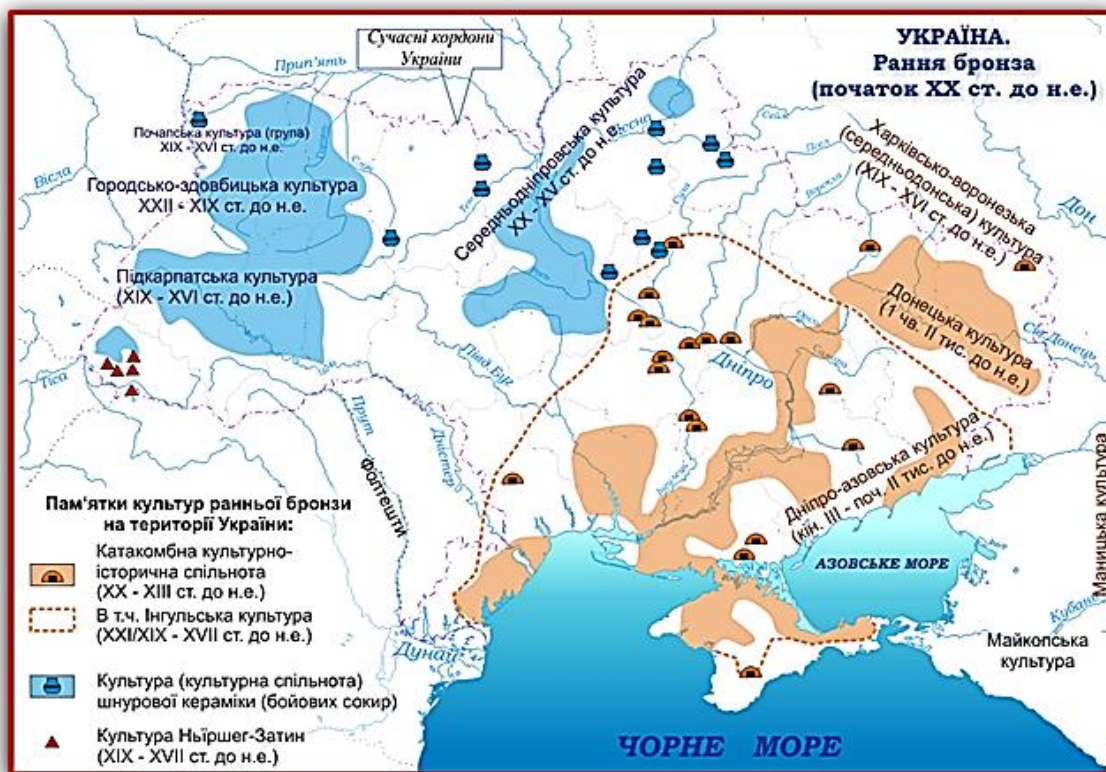 УКРАЇНА.
Рання бронза
(початок XX ст. до н.е.)
Сучасні кордони
України
Прип'ять
Почапська культура (група)
XIX - XVI ст. до н.е.
Вісла
Городсько-здовбицька культура
XXII - XIX ст. до н.е.
Середньодніпровська культура
XX - XV ст. до н.е.
Сейм
Псел
Ворскла
Сула
Харківсько-воронезька
(середньодонська) культура
(XIX - XVI ст. до н.е.)
Дон
Підкарпатська культура
(XIX - XVI ст. до н.е.)
Донецька культура
(1 чв. II тис. до н.е.)
Сів. Донець
Тіса
Півд. Буг
Дніпро
Прут
Дністер
Фолтешти
Дніпро-азовська культура
(кін. III - поч. II тис. до н.е.)
Маницька культура
АЗОВСЬКЕ МОРЕ
Кубань
Майкопська
культура
Дунай
ЧОРНЕ МОРЕ
Пам'ятки культур ранньої бронзи
на території України:
Катакомбна культурно-
історична спільнота
(XX - XIII ст. до н.е.)
В т.ч. Інгульська культура
(XXI/XIX - XVII ст. до н.е.)
Культура (культурна спільнота)
шнурової кераміки (бойових сокир)
Культура Ньіршег-Затин
(XIX - XVII ст. до н.е.)